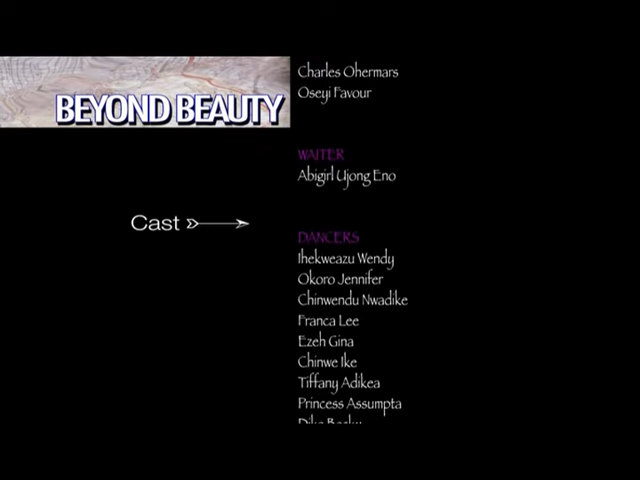 BEYOND BEAUTY
Cast
Charles Ohermars
Oseyi Favour
WAITER
Abigirl Ujong Eno
DANCERS
Ihekweazu Wendy
Okoro Jennifer
Chinwendu Nwadike
Franca Lee
Ezeh Gina
Chinwe Ike
Tiffany Adikea
Princess Assumpta